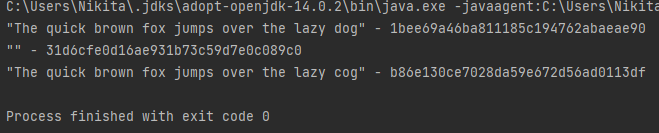 C:\Users\Nikita\.jdks\adopt-openjdk-14.0.2\bin\java.exe -javaagent:C:\Users\Nikita
"The quick brown fox jumps over the lazy dog" - 1bee69a46ba811185c194762abaeae90
"" - 31d6cfe0d16ae931b73c59d7e0c089c0
"The quick brown fox jumps over the lazy cog" - b86e130ce7028da59e672d56ad0113df
Process finished with exit code 0